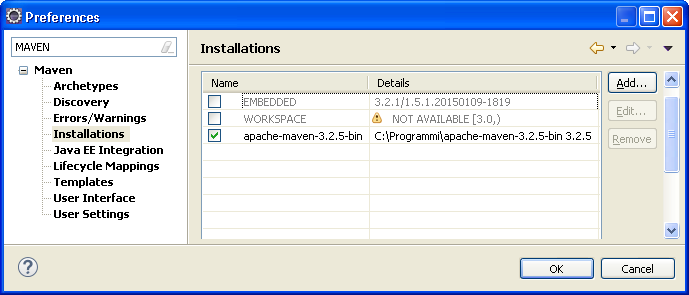 Preferences
MAVEN
Installations
Maven
Archetypes
Discovery
Errors/Warnings
Installations
Java EE Integration
Lifecycle Mappings
Templates
User Interface
User Settings
Name Details
EMBEDDED 3.2.1/1.5.1.20150109-1819
WORKSPACE NOT AVAILABLE [3.0,)
apache-maven-3.2.5-bin C:\Programmi\apache-maven-3.2.5-bin 3.2.5
Add...
Edit...
Remove
?
OK Cancel